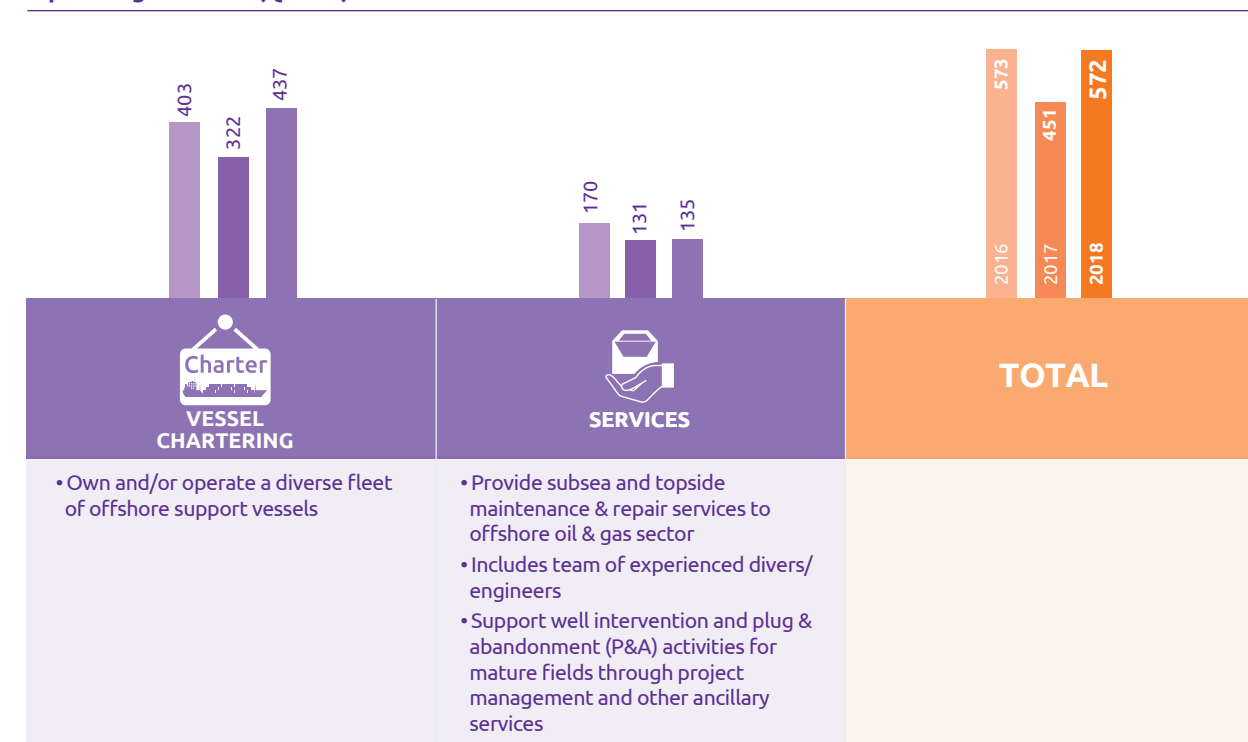 403
322
437
170
131
135
573
451
572
2016
2017
2018
Charter
VESSEL
CHARTERING
SERVICES
TOTAL
• Own and/or operate a diverse fleet
of offshore support vessels
• Provide subsea and topside
maintenance & repair services to
offshore oil & gas sector
• Includes team of experienced divers/
engineers
• Support well intervention and plug &
abandonment (P&A) activities for
mature fields through project
management and other ancillary
services